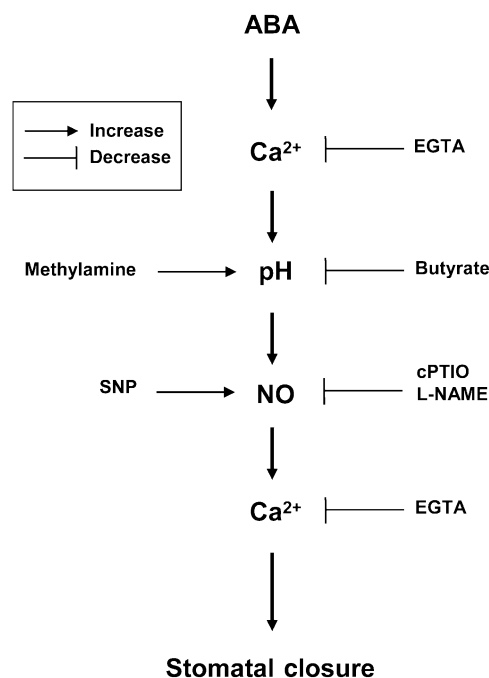 ABA
Increase
Decrease
Ca²⁺
EGTA
Methylamine
pH
Butyrate
SNP
NO
cPTIO
L-NAME
Ca²⁺
EGTA
Stomatal closure